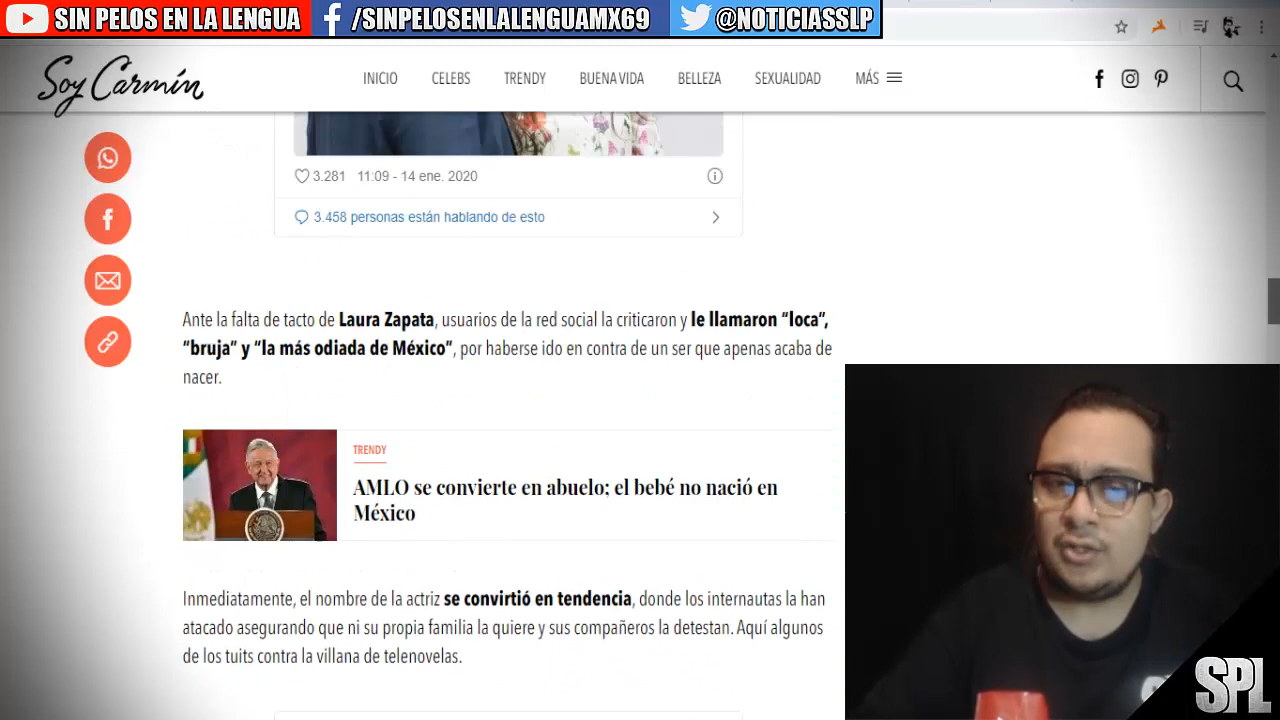 SIN PELOS EN LA LENGUA
/SINPELOSENLALENGUAMX69
@NOTICIASSLP
Soy Carmín
INICIO
CELEBS
TRENDY
BUENA VIDA
BELLEZA
SEXUALIDAD
MÁS
3.281 11:09 - 14 ene. 2020
3.458 personas están hablando de esto
Ante la falta de tacto de Laura Zapata, usuarios de la red social la criticaron y le llamaron “loca“,
“bruja” y “la más odiada de México”, por haberse ido en contra de un ser que apenas acaba de
nacer.
TRENDY
AMLO se convierte en abuelo; el bebé no nació en
México
Inmediatamente, el nombre de la actriz se convirtió en tendencia, donde los internautas la han
atacado asegurando que ni su propia familia la quiere y sus compañeros la detestan. Aquí algunos
de los tuits contra la villana de telenovelas.
SPL